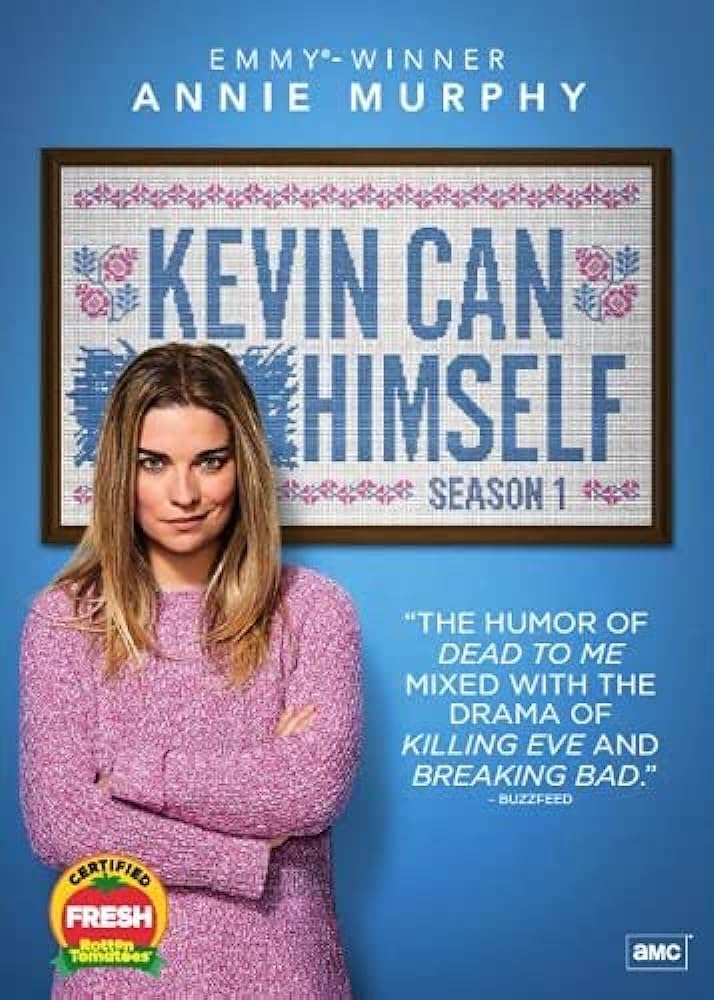 EMMY®-WINNER
ANNIE MURPHY
KEVIN CAN
HIMSELF
SEASON 1
“THE HUMOR OF
DEAD TO ME
MIXED WITH THE
DRAMA OF
KILLING EVE AND
BREAKING BAD.”
– BUZZFEED
CERTIFIED
FRESH
Rotten
Tomatoes
amc